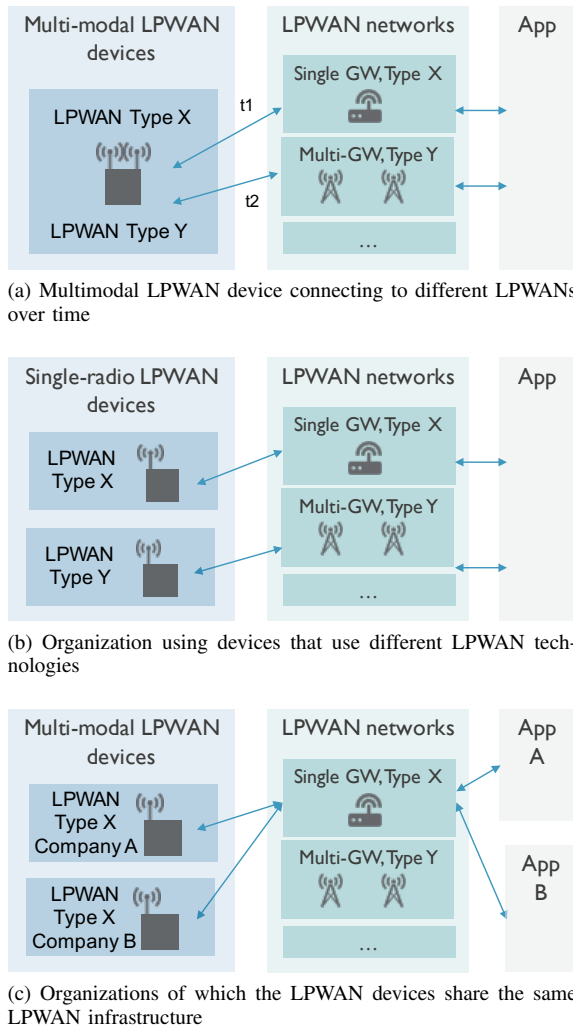 Multi-modal LPWAN
devices
LPWAN networks
App
LPWAN Type X
LPWAN Type Y
t1
t2
Single GW, Type X
Multi-GW, Type Y
...
(a) Multimodal LPWAN device connecting to different LPWANs
over time
Single-radio LPWAN
devices
LPWAN networks
App
LPWAN
Type X
LPWAN
Type Y
Single GW, Type X
Multi-GW, Type Y
...
(b) Organization using devices that use different LPWAN tech-
nologies
Multi-modal LPWAN
devices
LPWAN networks
App
A
LPWAN
Type X
Company A
LPWAN
Type X
Company B
Single GW, Type X
Multi-GW, Type Y
...
App
B
(c) Organizations of which the LPWAN devices share the same
LPWAN infrastructure